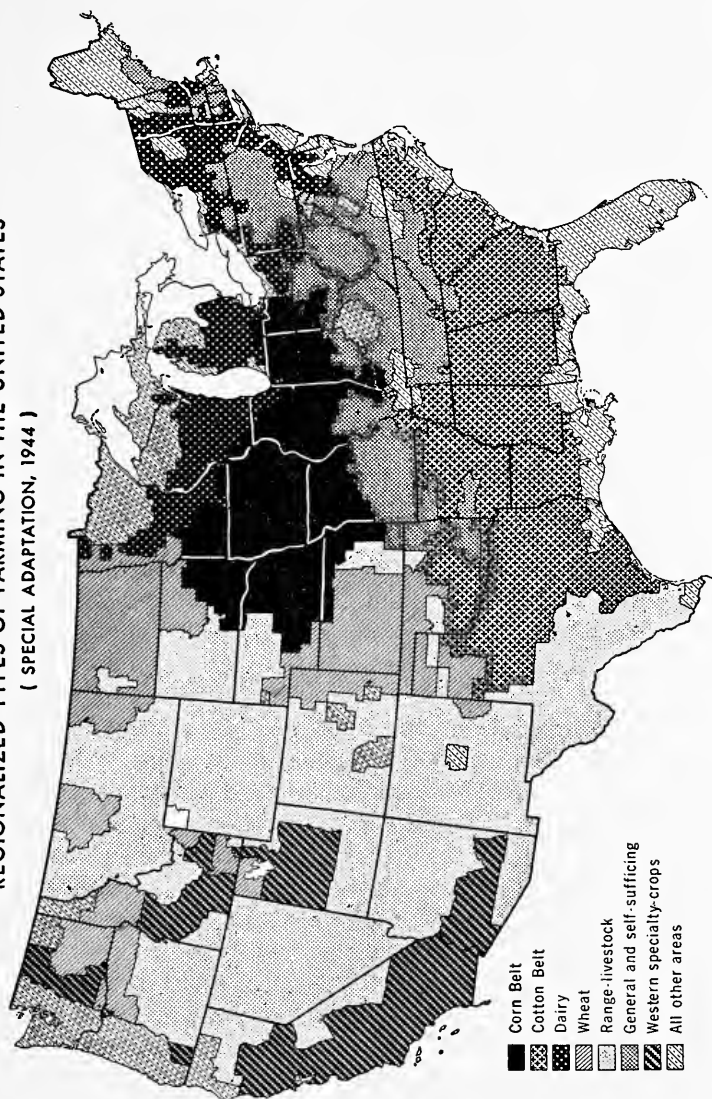 REGIONALIZED TYPES OF FARMING IN THE UNITED STATES
( SPECIAL ADAPTATION, 1944 )
Corn Belt
Cotton Belt
Dairy
Wheat
Range-livestock
General and self-sufficing
Western specialty-crops
All other areas